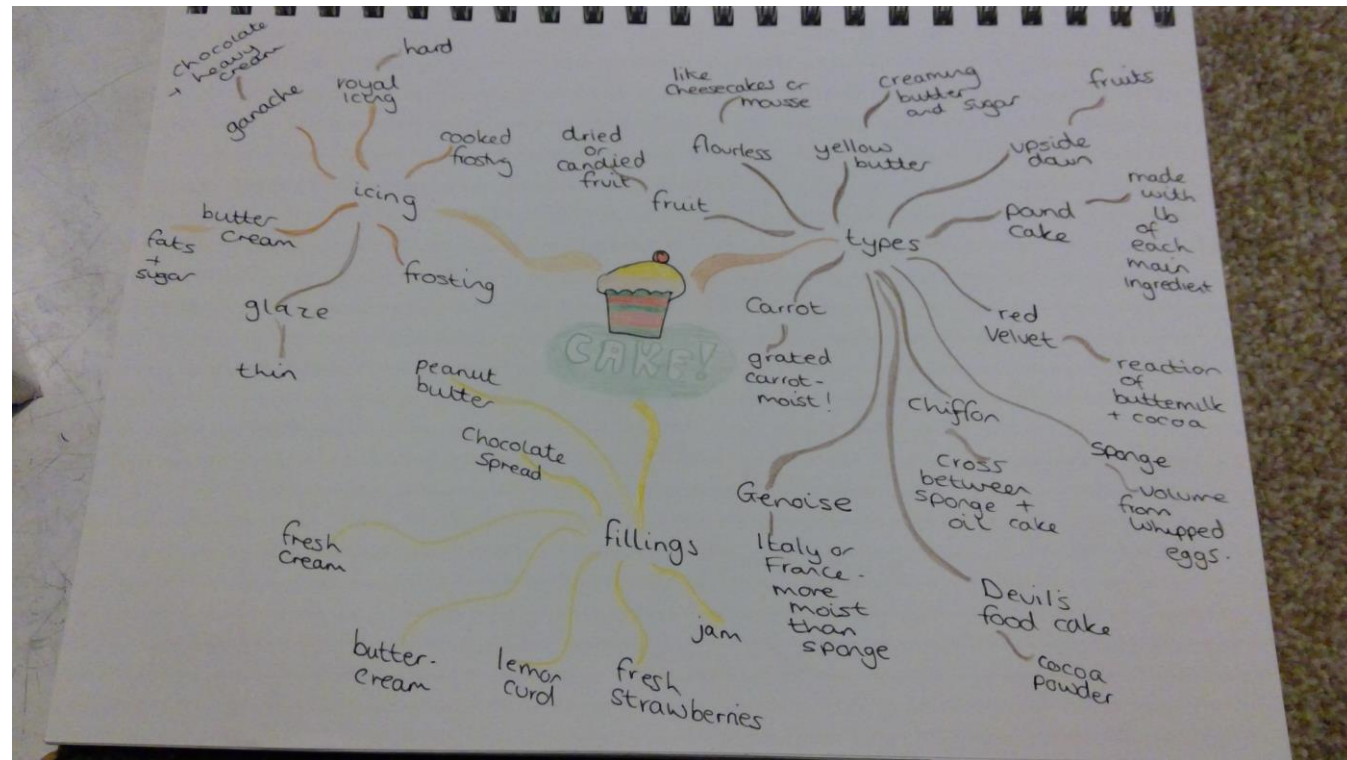 CAKE!
icing
ganache
chocolate
+ heavy
cream
royal
icing
hard
cooked
frosting
butter
cream
fats
+
sugar
glaze
thin
frosting
types
fruit
dried
or
candied
fruit
flourless
like
cheesecakes or
mousse
yellow
butter
creaming
butter
and sugar
upside
down
fruits
pound
cake
made
with
lb
of
each
main
ingredient
red
velvet
reaction
of
buttemilk
+ cocoa
sponge
volume
from
whipped
eggs.
Chiffon
cross
between
sponge +
oil cake
Devil's
food cake
cocoa
powder
Genoise
Italy or
France -
more
moist
than
sponge
Carrot
grated
carrot-
moist!
fillings
peanut
butter
Chocolate
Spread
fresh
cream
butter-
cream
lemon
curd
fresh
strawberries
jam